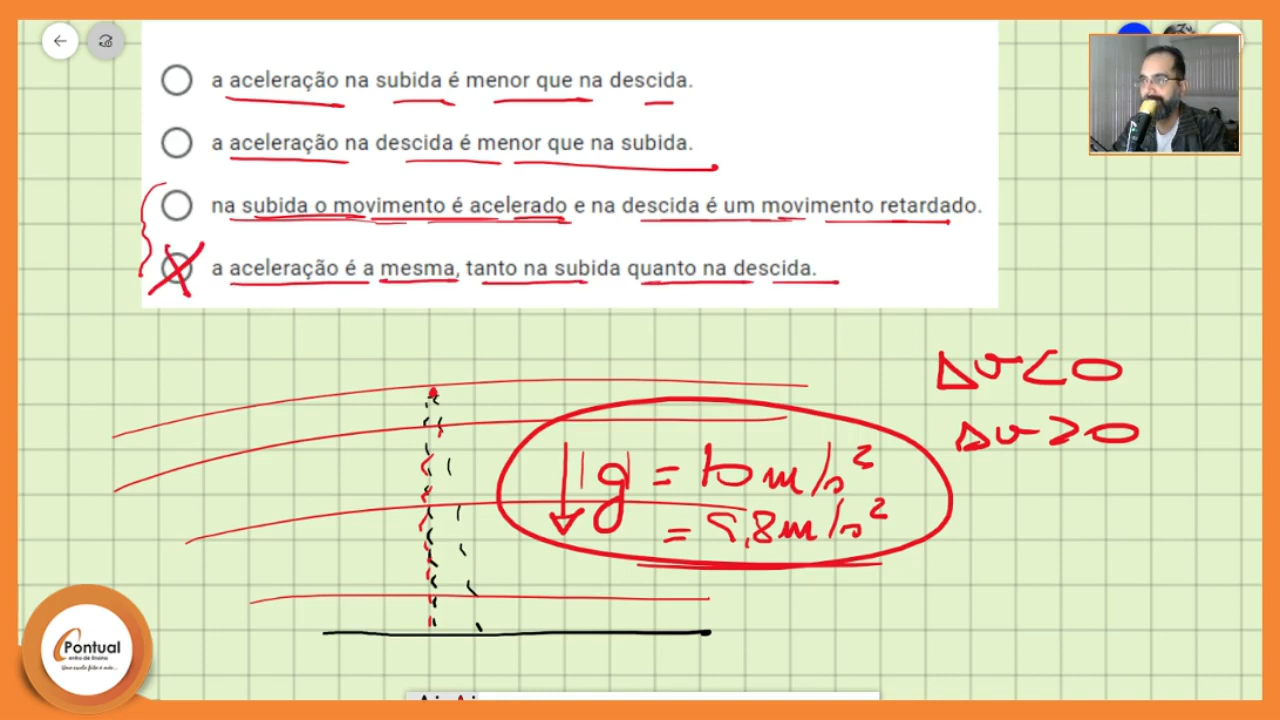 a aceleração na subida é menor que na descida.
a aceleração na descida é menor que na subida.
na subida o movimento é acelerado e na descida é um movimento retardado.
a aceleração é a mesma, tanto na subida quanto na descida.
Δv < 0
Δv > 0
|g| = 10 m/s²
= 9,8 m/s²
Pontual